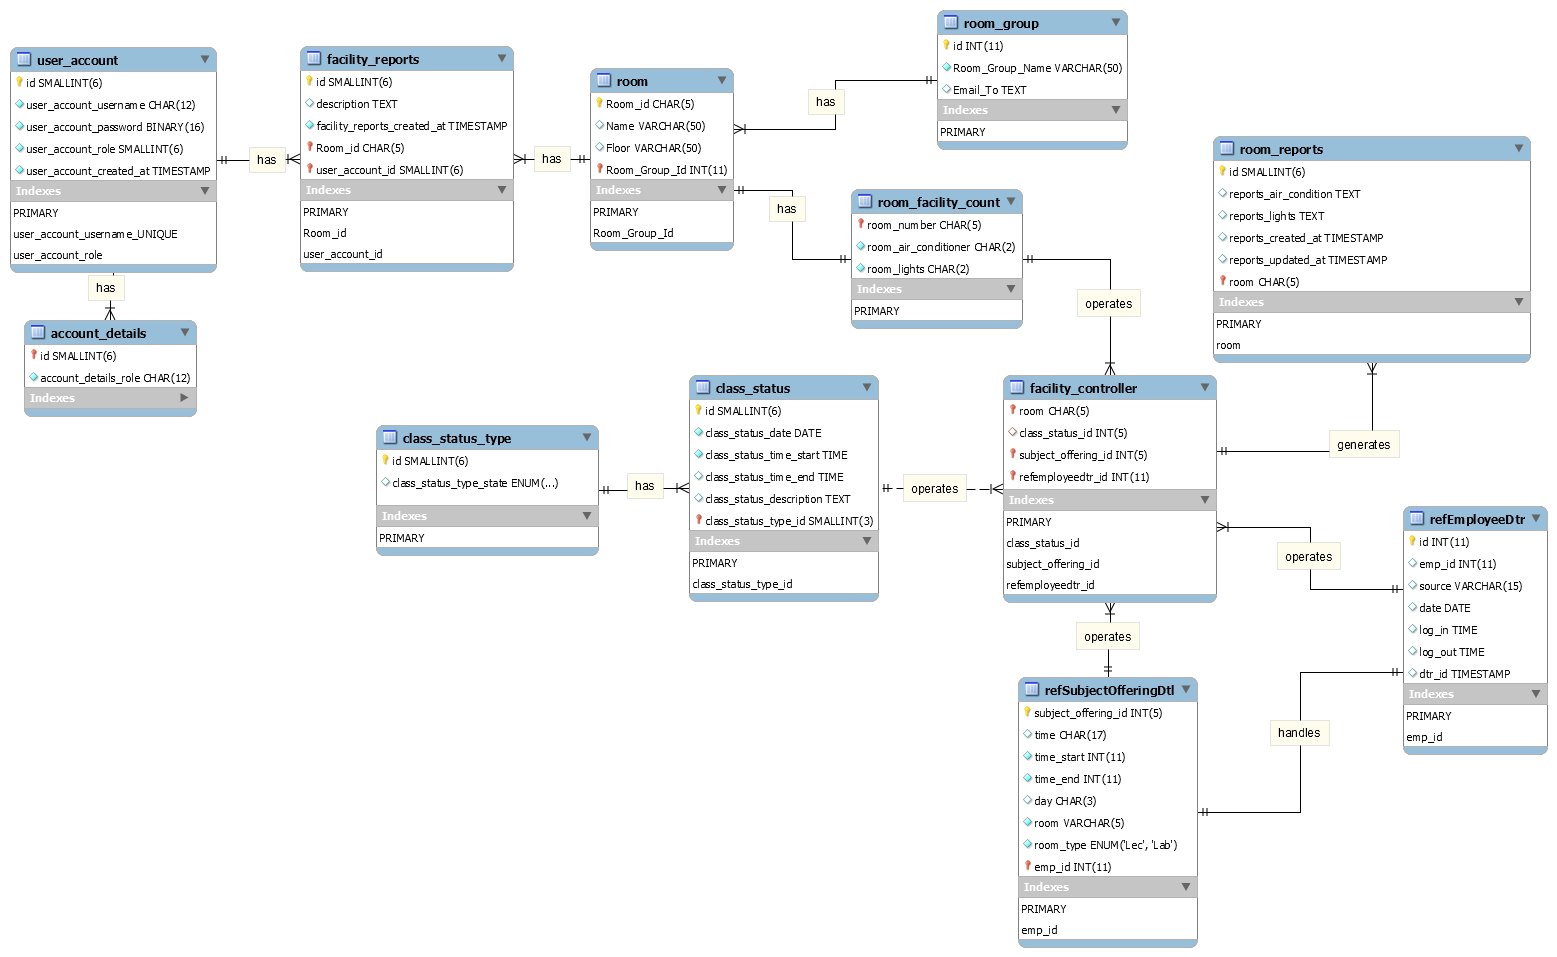 user_account
id SMALLINT(6)
user_account_username CHAR(12)
user_account_password BINARY(16)
user_account_role SMALLINT(6)
user_account_created_at TIMESTAMP
Indexes
PRIMARY
user_account_username_UNIQUE
user_account_role
has
account_details
id SMALLINT(6)
account_details_role CHAR(12)
Indexes
has
facility_reports
id SMALLINT(6)
description TEXT
facility_reports_created_at TIMESTAMP
Room_id CHAR(5)
user_account_id SMALLINT(6)
Indexes
PRIMARY
Room_id
user_account_id
has
room
Room_id CHAR(5)
Name VARCHAR(50)
Floor VARCHAR(50)
Room_Group_Id INT(11)
Indexes
PRIMARY
Room_Group_Id
has
room_group
id INT(11)
Room_Group_Name VARCHAR(50)
Email_To TEXT
Indexes
PRIMARY
has
room_facility_count
room_number CHAR(5)
room_air_conditioner CHAR(2)
room_lights CHAR(2)
Indexes
PRIMARY
operates
room_reports
id SMALLINT(6)
reports_air_condition TEXT
reports_lights TEXT
reports_created_at TIMESTAMP
reports_updated_at TIMESTAMP
room CHAR(5)
Indexes
PRIMARY
room
generates
class_status_type
id SMALLINT(6)
class_status_type_state ENUM(...)
Indexes
PRIMARY
has
class_status
id SMALLINT(6)
class_status_date DATE
class_status_time_start TIME
class_status_time_end TIME
class_status_description TEXT
class_status_type_id SMALLINT(3)
Indexes
PRIMARY
class_status_type_id
operates
facility_controller
room CHAR(5)
class_status_id INT(5)
subject_offering_id INT(5)
refemployeedtr_id INT(11)
Indexes
PRIMARY
class_status_id
subject_offering_id
refemployeedtr_id
operates
refEmployeeDtr
id INT(11)
emp_id INT(11)
source VARCHAR(15)
date DATE
log_in TIME
log_out TIME
dtr_id TIMESTAMP
Indexes
PRIMARY
emp_id
operates
handles
refSubjectOfferingDtl
subject_offering_id INT(5)
time CHAR(17)
time_start INT(11)
time_end INT(11)
day CHAR(3)
room VARCHAR(5)
room_type ENUM('Lec', 'Lab')
emp_id INT(11)
Indexes
PRIMARY
emp_id